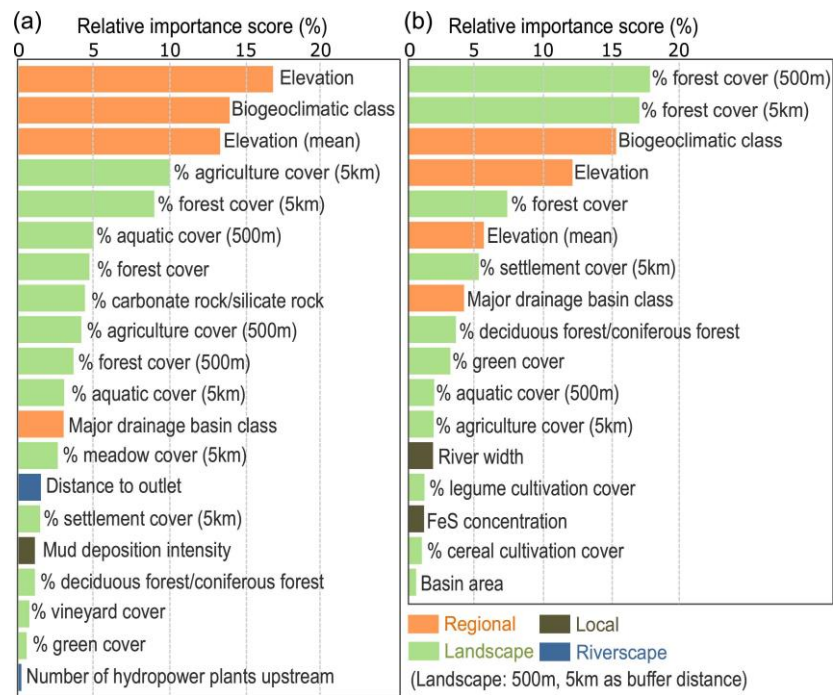 (a)
Relative importance score (%)
0 5 10 15 20
Elevation
Biogeoclimatic class
Elevation (mean)
% agriculture cover (5km)
% forest cover (5km)
% aquatic cover (500m)
% forest cover
% carbonate rock/silicate rock
% agriculture cover (500m)
% forest cover (500m)
% aquatic cover (5km)
Major drainage basin class
% meadow cover (5km)
Distance to outlet
% settlement cover (5km)
Mud deposition intensity
% deciduous forest/coniferous forest
% vineyard cover
% green cover
Number of hydropower plants upstream
(b)
Relative importance score (%)
0 5 10 15 20
% forest cover (500m)
% forest cover (5km)
Biogeoclimatic class
Elevation
% forest cover
Elevation (mean)
% settlement cover (5km)
Major drainage basin class
% deciduous forest/coniferous forest
% green cover
% aquatic cover (500m)
% agriculture cover (5km)
River width
% legume cultivation cover
FeS concentration
% cereal cultivation cover
Basin area
Regional Local
Landscape Riverscape
(Landscape: 500m, 5km as buffer distance)